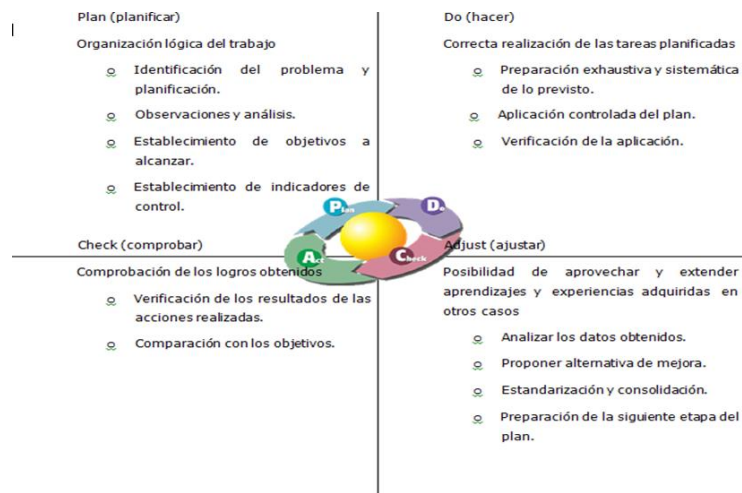 Plan (planificar)
Organización lógica del trabajo
o Identificación del problema y
planificación.
o Observaciones y análisis.
o Establecimiento de objetivos a
alcanzar.
o Establecimiento de indicadores de
control.
Do (hacer)
Correcta realización de las tareas planificadas
o Preparación exhaustiva y sistemática
de lo previsto.
o Aplicación controlada del plan.
o Verificación de la aplicación.
Plan
Do
Act
Check
Check (comprobar)
Comprobación de los logros obtenidos
o Verificación de los resultados de las
acciones realizadas.
o Comparación con los objetivos.
Adjust (ajustar)
Posibilidad de aprovechar y extender
aprendizajes y experiencias adquiridas en
otros casos
o Analizar los datos obtenidos.
o Proponer alternativa de mejora.
o Estandarización y consolidación.
o Preparación de la siguiente etapa del
plan.